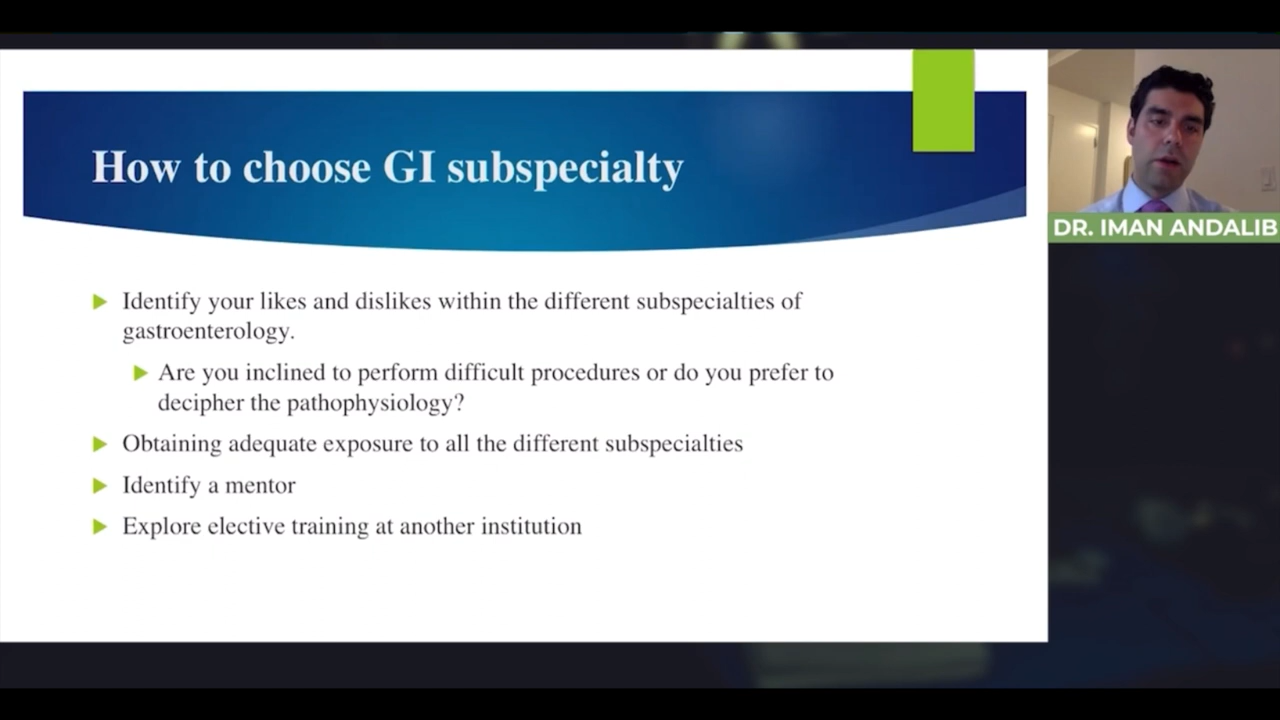 How to choose GI subspecialty
DR. IMAN ANDALIB
Identify your likes and dislikes within the different subspecialties of
gastroenterology.
Are you inclined to perform difficult procedures or do you prefer to
decipher the pathophysiology?
Obtaining adequate exposure to all the different subspecialties
Identify a mentor
Explore elective training at another institution